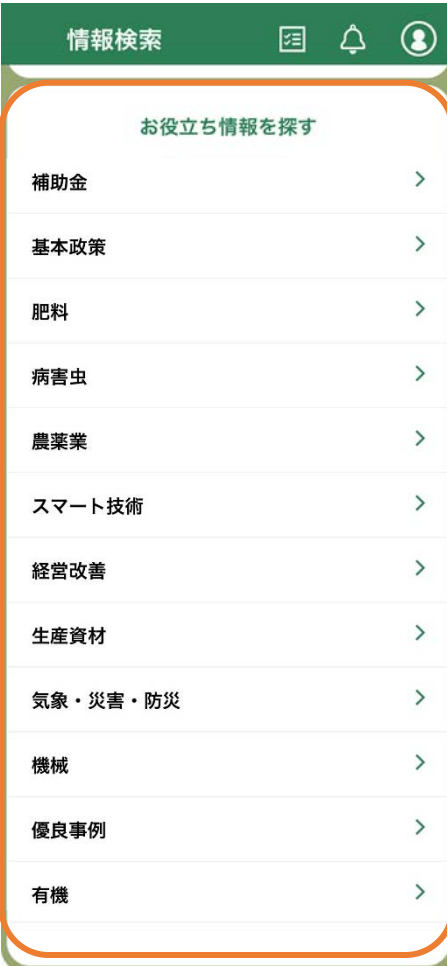 情報検索
お役立ち情報を探す
補助金
基本政策
肥料
病害虫
農薬業
スマート技術
経営改善
生産資材
気象・災害・防災
機械
優良事例
有機